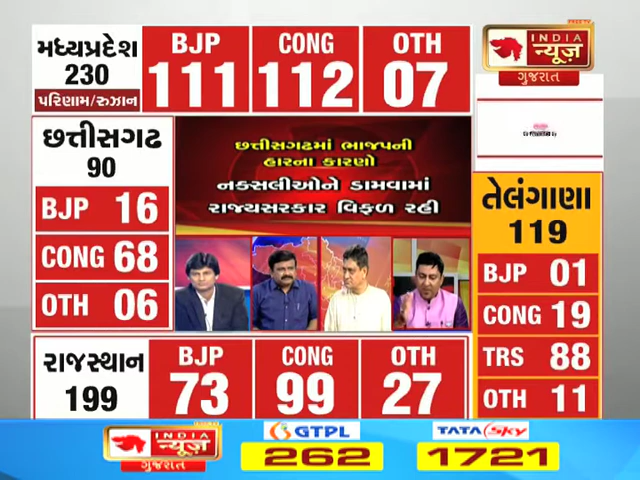 મધ્યપ્રદેશ
230
પરિણામ/રુઝાન
BJP
111
CONG
112
OTH
07
INDIA
न्यूज़
ગુજરાત
છત્તીસગઢ
90
BJP 16
CONG 68
OTH 06
છત્તીસગઢમાં ભાજપની
હારના કારણો
નકસલીઓને ડામવામાં
રાજ્યસરકાર વિફળ રહી
તેલંગાણા
119
BJP 01
CONG 19
TRS 88
OTH 11
રાજસ્થાન
199
BJP
73
CONG
99
OTH
27
INDIA
न्यूज़
ગુજરાત
GTPL
262
TATA Sky
1721